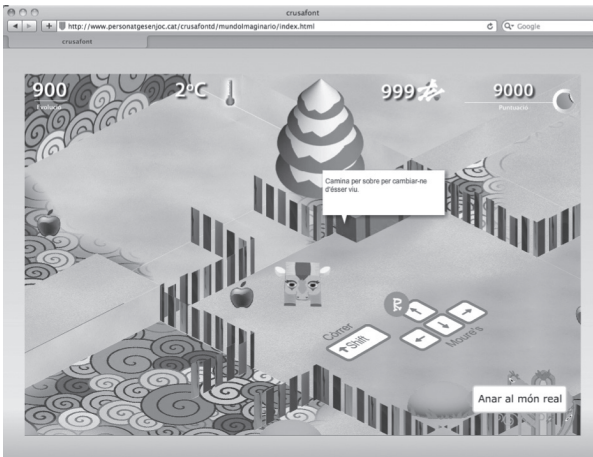 crusafont
http://www.personatgesenjoc.cat/crusafontd/mundoImaginario/index.html
Google
crusafont
900
Evolució
2ºC
999
9000
Puntuació
Camina per sobre per cambiar-ne
d'ésser viu.
Córrer
Shift
Moure's
Anar al món real